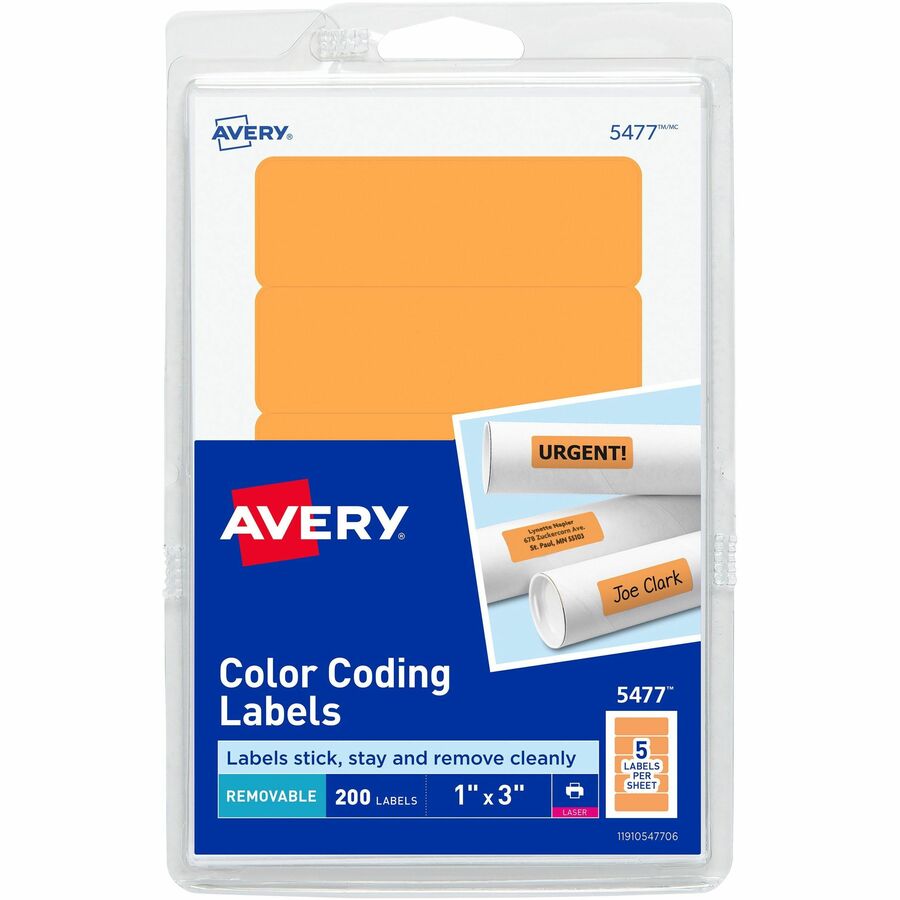 AVERY®
5477™/MC
URGENT!
Lynette Napier
678 Zuckercorn Ave.
St. Paul, MN 55103
Joe Clark
AVERY®
Color Coding
Labels
5477™
5
LABELS
PER
SHEET
Labels stick, stay and remove cleanly
REMOVABLE
200 LABELS
1" x 3"
LASER
11910547706